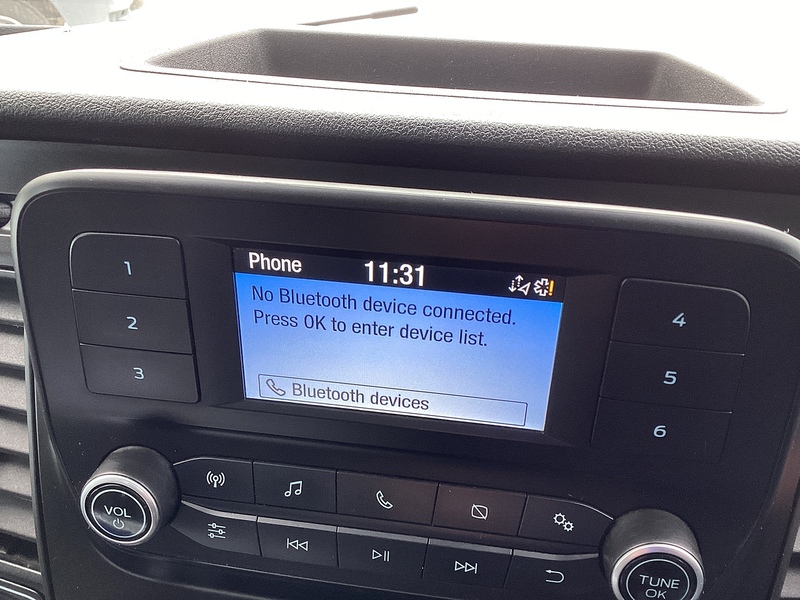 Phone 11:31
No Bluetooth device connected.
Press OK to enter device list.
Bluetooth devices
1
2
3
4
5
6
VOL
TUNE
OK